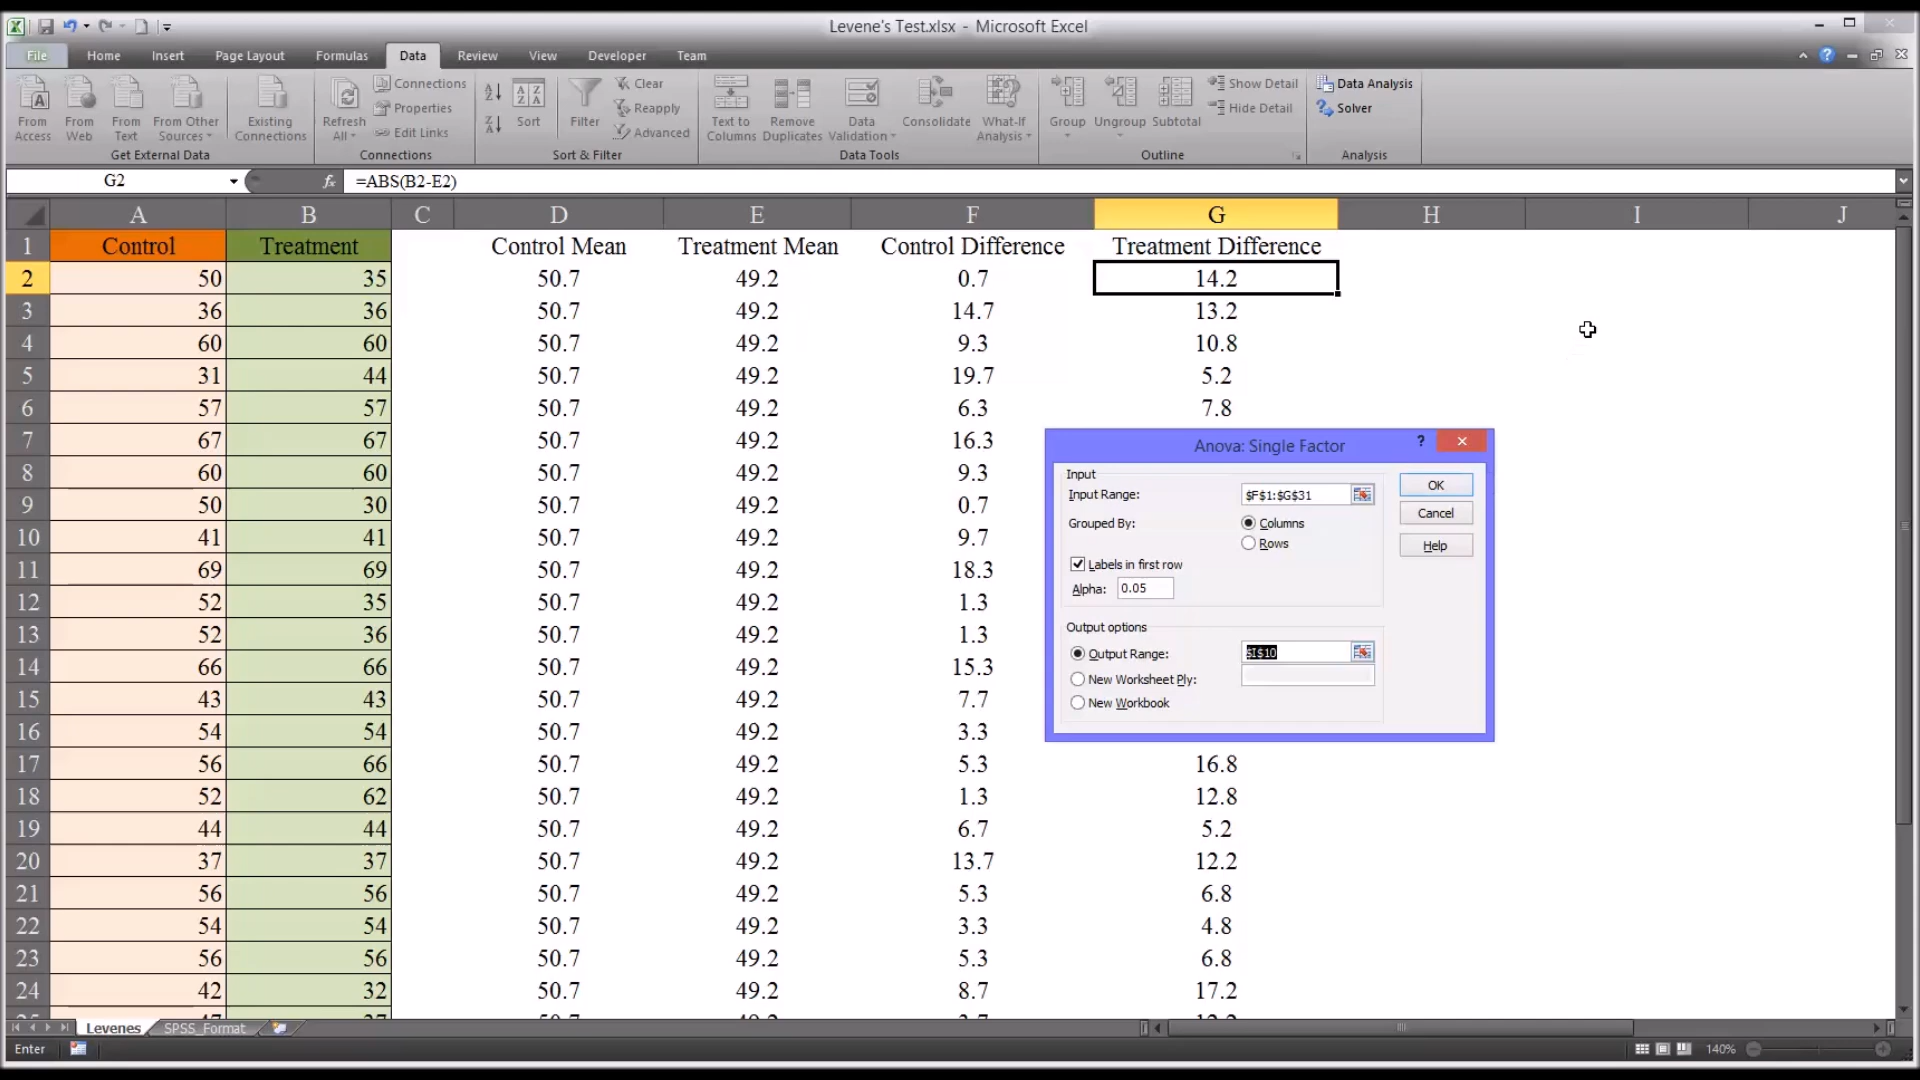 Levene's Test.xlsx - Microsoft Excel
File Home Insert Page Layout Formulas Data Review View Developer Team
From Access From Web From Text From Other Sources Existing Connections Get External Data
Refresh All Connections Properties Edit Links Connections
Sort Filter Clear Reapply Advanced Sort & Filter
Text to Columns Remove Duplicates Data Validation Consolidate What-If Analysis Data Tools
Group Ungroup Subtotal Show Detail Hide Detail Outline
Data Analysis Solver Analysis
G2 fx =ABS(B2-E2)
A B C D E F G H I J
1 Control Treatment Control Mean Treatment Mean Control Difference Treatment Difference
2 50 35 50.7 49.2 0.7 14.2
3 36 36 50.7 49.2 14.7 13.2
4 60 60 50.7 49.2 9.3 10.8
5 31 44 50.7 49.2 19.7 5.2
6 57 57 50.7 49.2 6.3 7.8
7 67 67 50.7 49.2 16.3
8 60 60 50.7 49.2 9.3
9 50 30 50.7 49.2 0.7
10 41 41 50.7 49.2 9.7
11 69 69 50.7 49.2 18.3
12 52 35 50.7 49.2 1.3
13 52 36 50.7 49.2 1.3
14 66 66 50.7 49.2 15.3
15 43 43 50.7 49.2 7.7
16 54 54 50.7 49.2 3.3
17 56 66 50.7 49.2 5.3 16.8
18 52 62 50.7 49.2 1.3 12.8
19 44 44 50.7 49.2 6.7 5.2
20 37 37 50.7 49.2 13.7 12.2
21 56 56 50.7 49.2 5.3 6.8
22 54 54 50.7 49.2 3.3 4.8
23 56 56 50.7 49.2 5.3 6.8
24 42 32 50.7 49.2 8.7 17.2
Anova: Single Factor ?
Input
Input Range: $F$1:$G$31 OK
Grouped By: Columns Cancel
Rows Help
Labels in first row
Alpha: 0.05
Output options
Output Range: $I$10
New Worksheet Ply:
New Workbook
Levenes SPSS_Format
Enter 140%